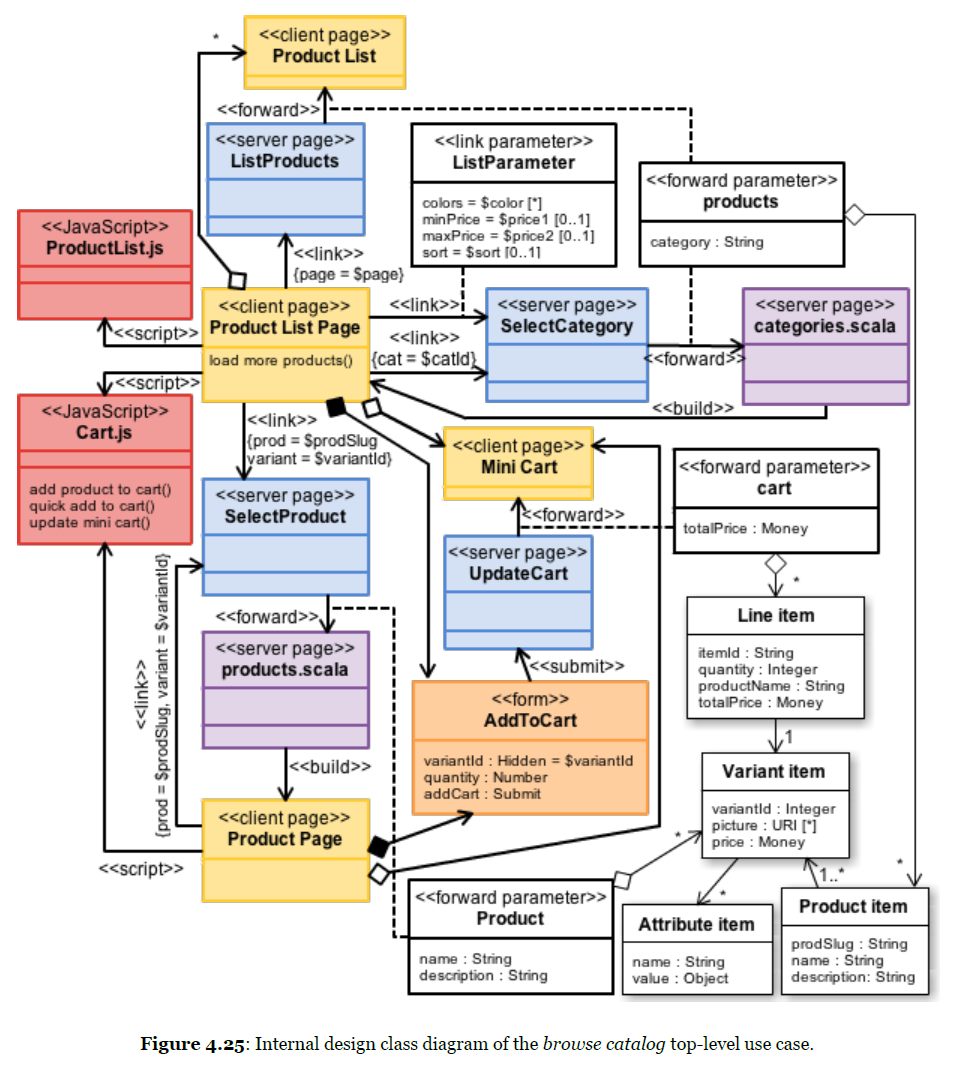 <<client page>>
Product List
*
<<forward>>
<<server page>>
ListProducts
<<link parameter>>
ListParameter
colors = $color [*]
minPrice = $price1 [0..1]
maxPrice = $price2 [0..1]
sort = $sort [0..1]
<<forward parameter>>
products
category : String
<<JavaScript>>
ProductList.js
<<link>>
{page = $page}
<<script>>
<<client page>>
Product List Page
load more products()
<<link>>
<<link>>
{cat = $catId}
<<server page>>
SelectCategory
<<forward>>
<<server page>>
categories.scala
<<build>>
<<script>>
<<JavaScript>>
Cart.js
add product to cart()
quick add to cart()
update mini cart()
<<link>>
{prod = $prodSlug
variant = $variantId}
<<client page>>
Mini Cart
<<forward>>
<<forward parameter>>
cart
totalPrice : Money
<<server page>>
SelectProduct
<<server page>>
UpdateCart
*
<<forward>>
<<link>>
{prod = $prodSlug, variant = $variantId}
<<server page>>
products.scala
<<submit>>
Line item
itemId : String
quantity : Integer
productName : String
totalPrice : Money
<<form>>
AddToCart
variantId : Hidden = $variantId
quantity : Number
addCart : Submit
1
<<build>>
Variant item
variantId : Integer
picture : URI [*]
price : Money
<<client page>>
Product Page
<<script>>
*
*
1..*
*
<<forward parameter>>
Product
name : String
description : String
Attribute item
name : String
value : Object
Product item
prodSlug : String
name : String
description: String
Figure 4.25: Internal design class diagram of the browse catalog top-level use case.